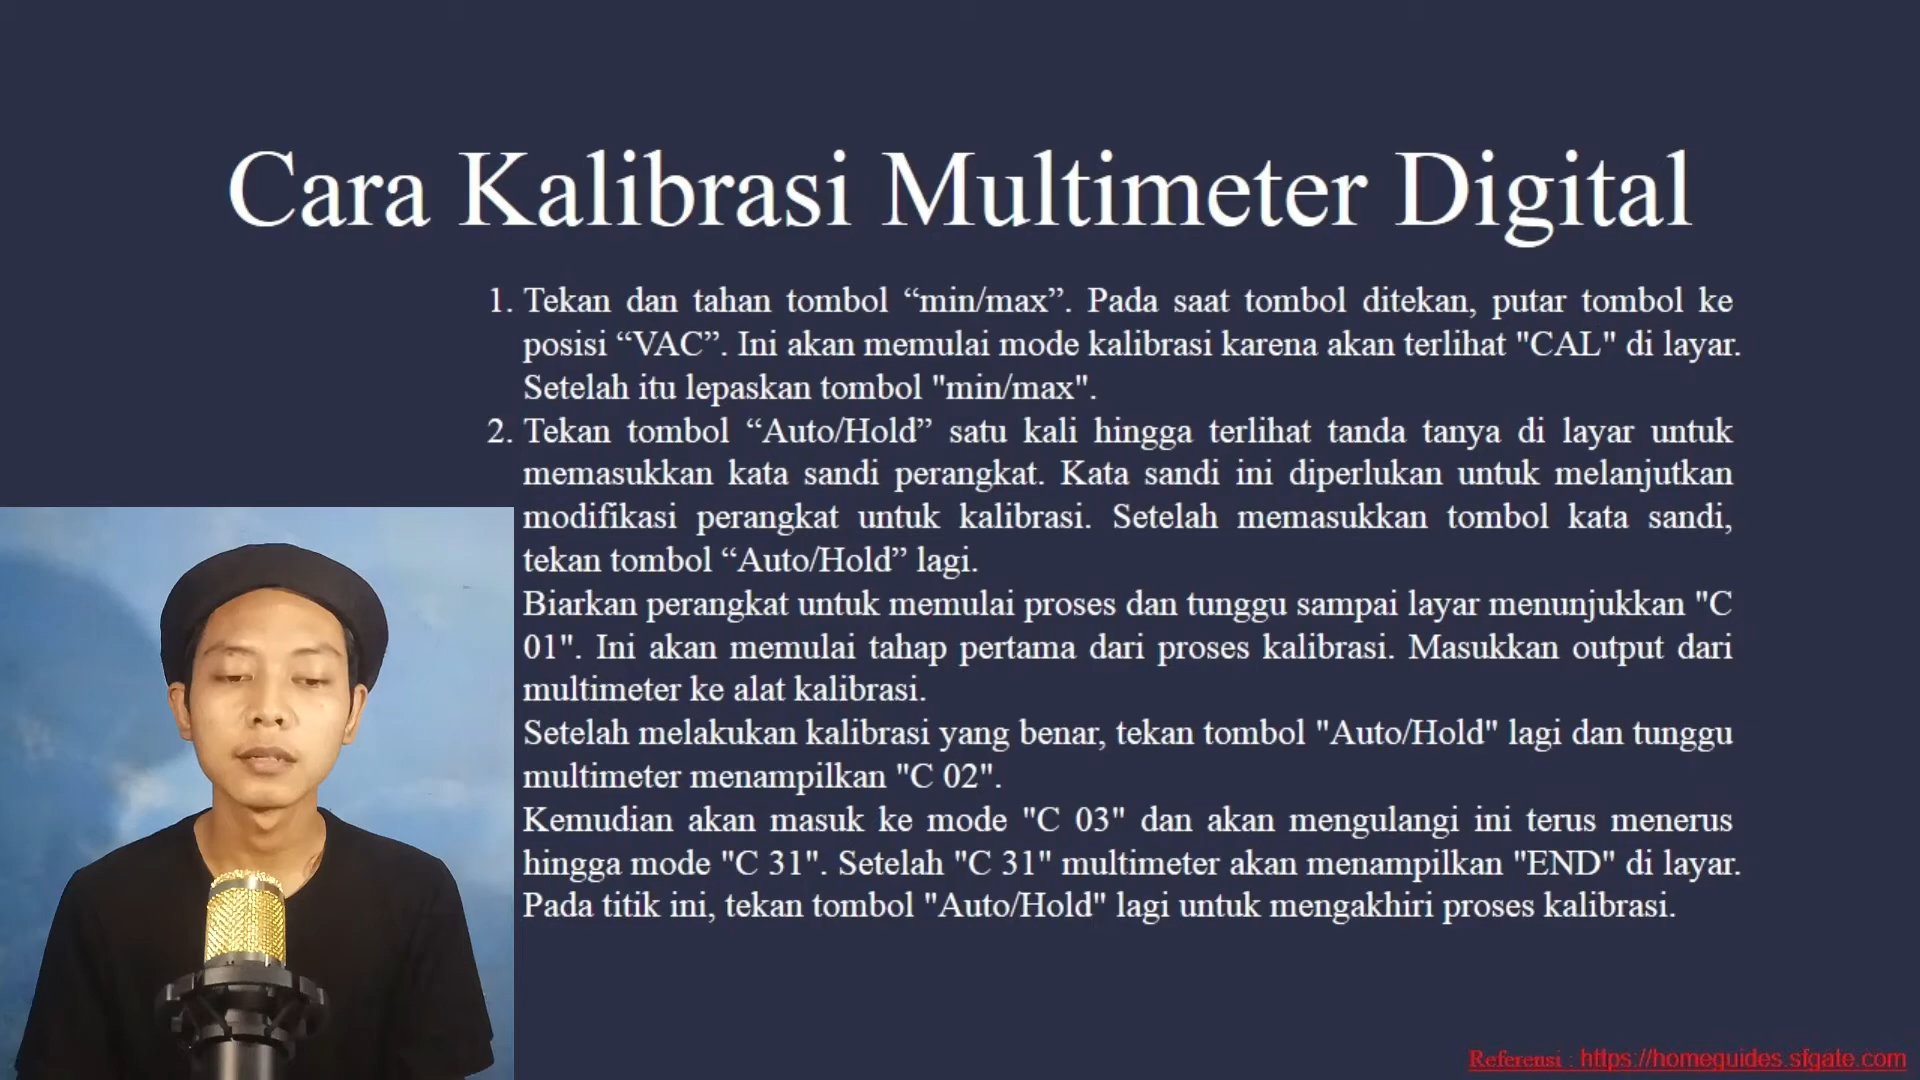 Cara Kalibrasi Multimeter Digital
1. Tekan dan tahan tombol “min/max”. Pada saat tombol ditekan, putar tombol ke
posisi “VAC”. Ini akan memulai mode kalibrasi karena akan terlihat "CAL" di layar.
Setelah itu lepaskan tombol "min/max".
2. Tekan tombol “Auto/Hold” satu kali hingga terlihat tanda tanya di layar untuk
memasukkan kata sandi perangkat. Kata sandi ini diperlukan untuk melanjutkan
modifikasi perangkat untuk kalibrasi. Setelah memasukkan tombol kata sandi,
tekan tombol “Auto/Hold” lagi.
Biarkan perangkat untuk memulai proses dan tunggu sampai layar menunjukkan "C
01". Ini akan memulai tahap pertama dari proses kalibrasi. Masukkan output dari
multimeter ke alat kalibrasi.
Setelah melakukan kalibrasi yang benar, tekan tombol "Auto/Hold" lagi dan tunggu
multimeter menampilkan "C 02".
Kemudian akan masuk ke mode "C 03" dan akan mengulangi ini terus menerus
hingga mode "C 31". Setelah "C 31" multimeter akan menampilkan "END" di layar.
Pada titik ini, tekan tombol "Auto/Hold" lagi untuk mengakhiri proses kalibrasi.
Referensi : https://homeguides.sfgate.com